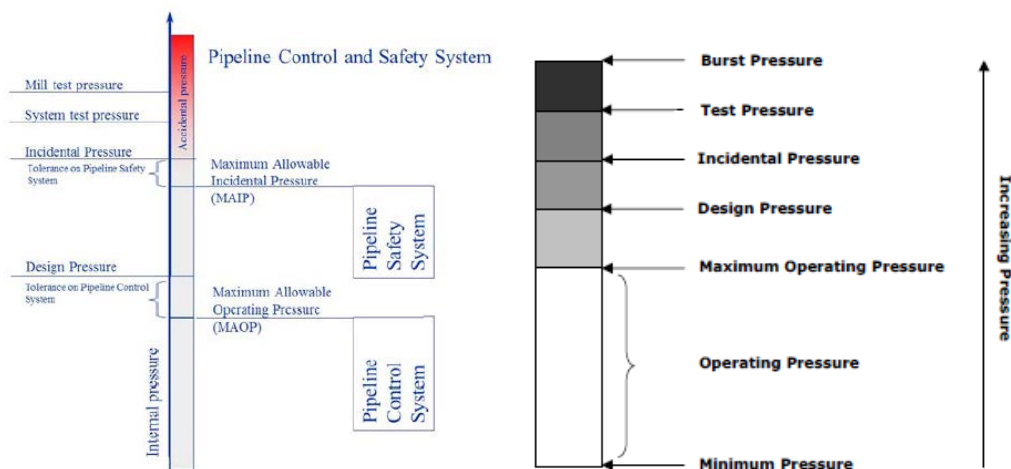 Pipeline Control and Safety System
Accidental pressure
Mill test pressure
System test pressure
Incidental Pressure
Tolerance on Pipeline Safety
System
Maximum Allowable
Incidental Pressure
(MAIP)
Pipeline
Safety
System
Design Pressure
Tolerance on Pipeline Control
System
Maximum Allowable
Operating Pressure
(MAOP)
Pipeline
Control
System
Internal pressure
Burst Pressure
Test Pressure
Incidental Pressure
Design Pressure
Maximum Operating Pressure
Operating Pressure
Minimum Pressure
Increasing Pressure